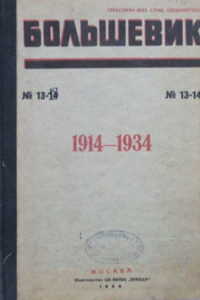 ПРОЛЕТАРИИ ВСЕХ СТРАН, СОЕДИНЯЙТЕСЬ
БОЛЬШЕВИК
№ 13-14 № 13-14
1914—1934
МОСКВА
Издательство ЦК ВКП(б) „ПРАВДА“
1934